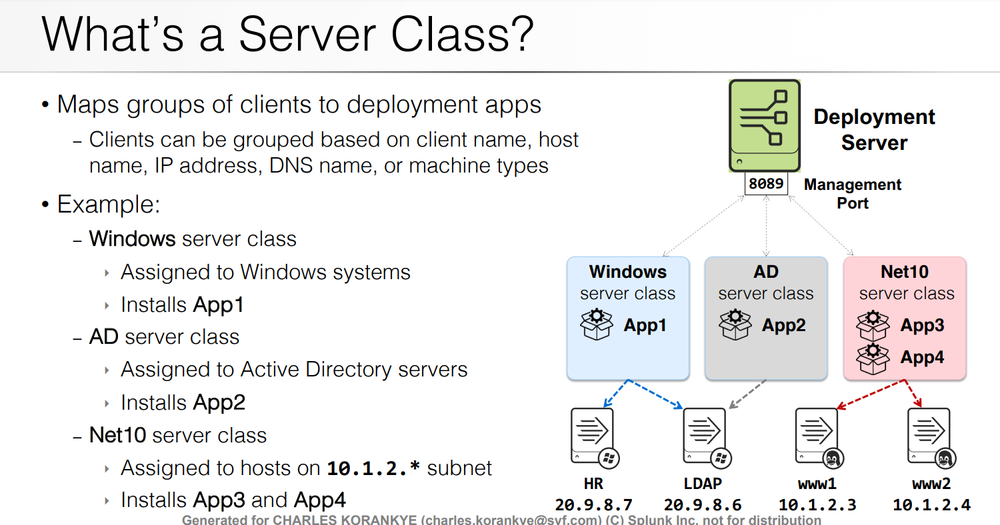 What's a Server Class?
• Maps groups of clients to deployment apps
– Clients can be grouped based on client name, host
name, IP address, DNS name, or machine types
• Example:
– Windows server class
‣ Assigned to Windows systems
‣ Installs App1
– AD server class
‣ Assigned to Active Directory servers
‣ Installs App2
– Net10 server class
‣ Assigned to hosts on 10.1.2.* subnet
‣ Installs App3 and App4
Deployment
Server
8089
Management
Port
Windows
server class
App1
AD
server class
App2
Net10
server class
App3
App4
HR
20.9.8.7
LDAP
20.9.8.6
www1
10.1.2.3
www2
10.1.2.4
Generated for CHARLES KORANKYE (charles.korankye@syf.com) (C) Splunk Inc, not for distribution